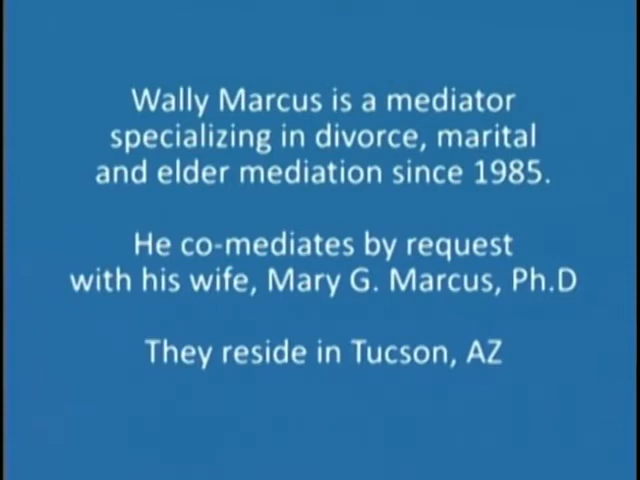 Wally Marcus is a mediator
specializing in divorce, marital
and elder mediation since 1985.
He co-mediates by request
with his wife, Mary G. Marcus, Ph.D
They reside in Tucson, AZ